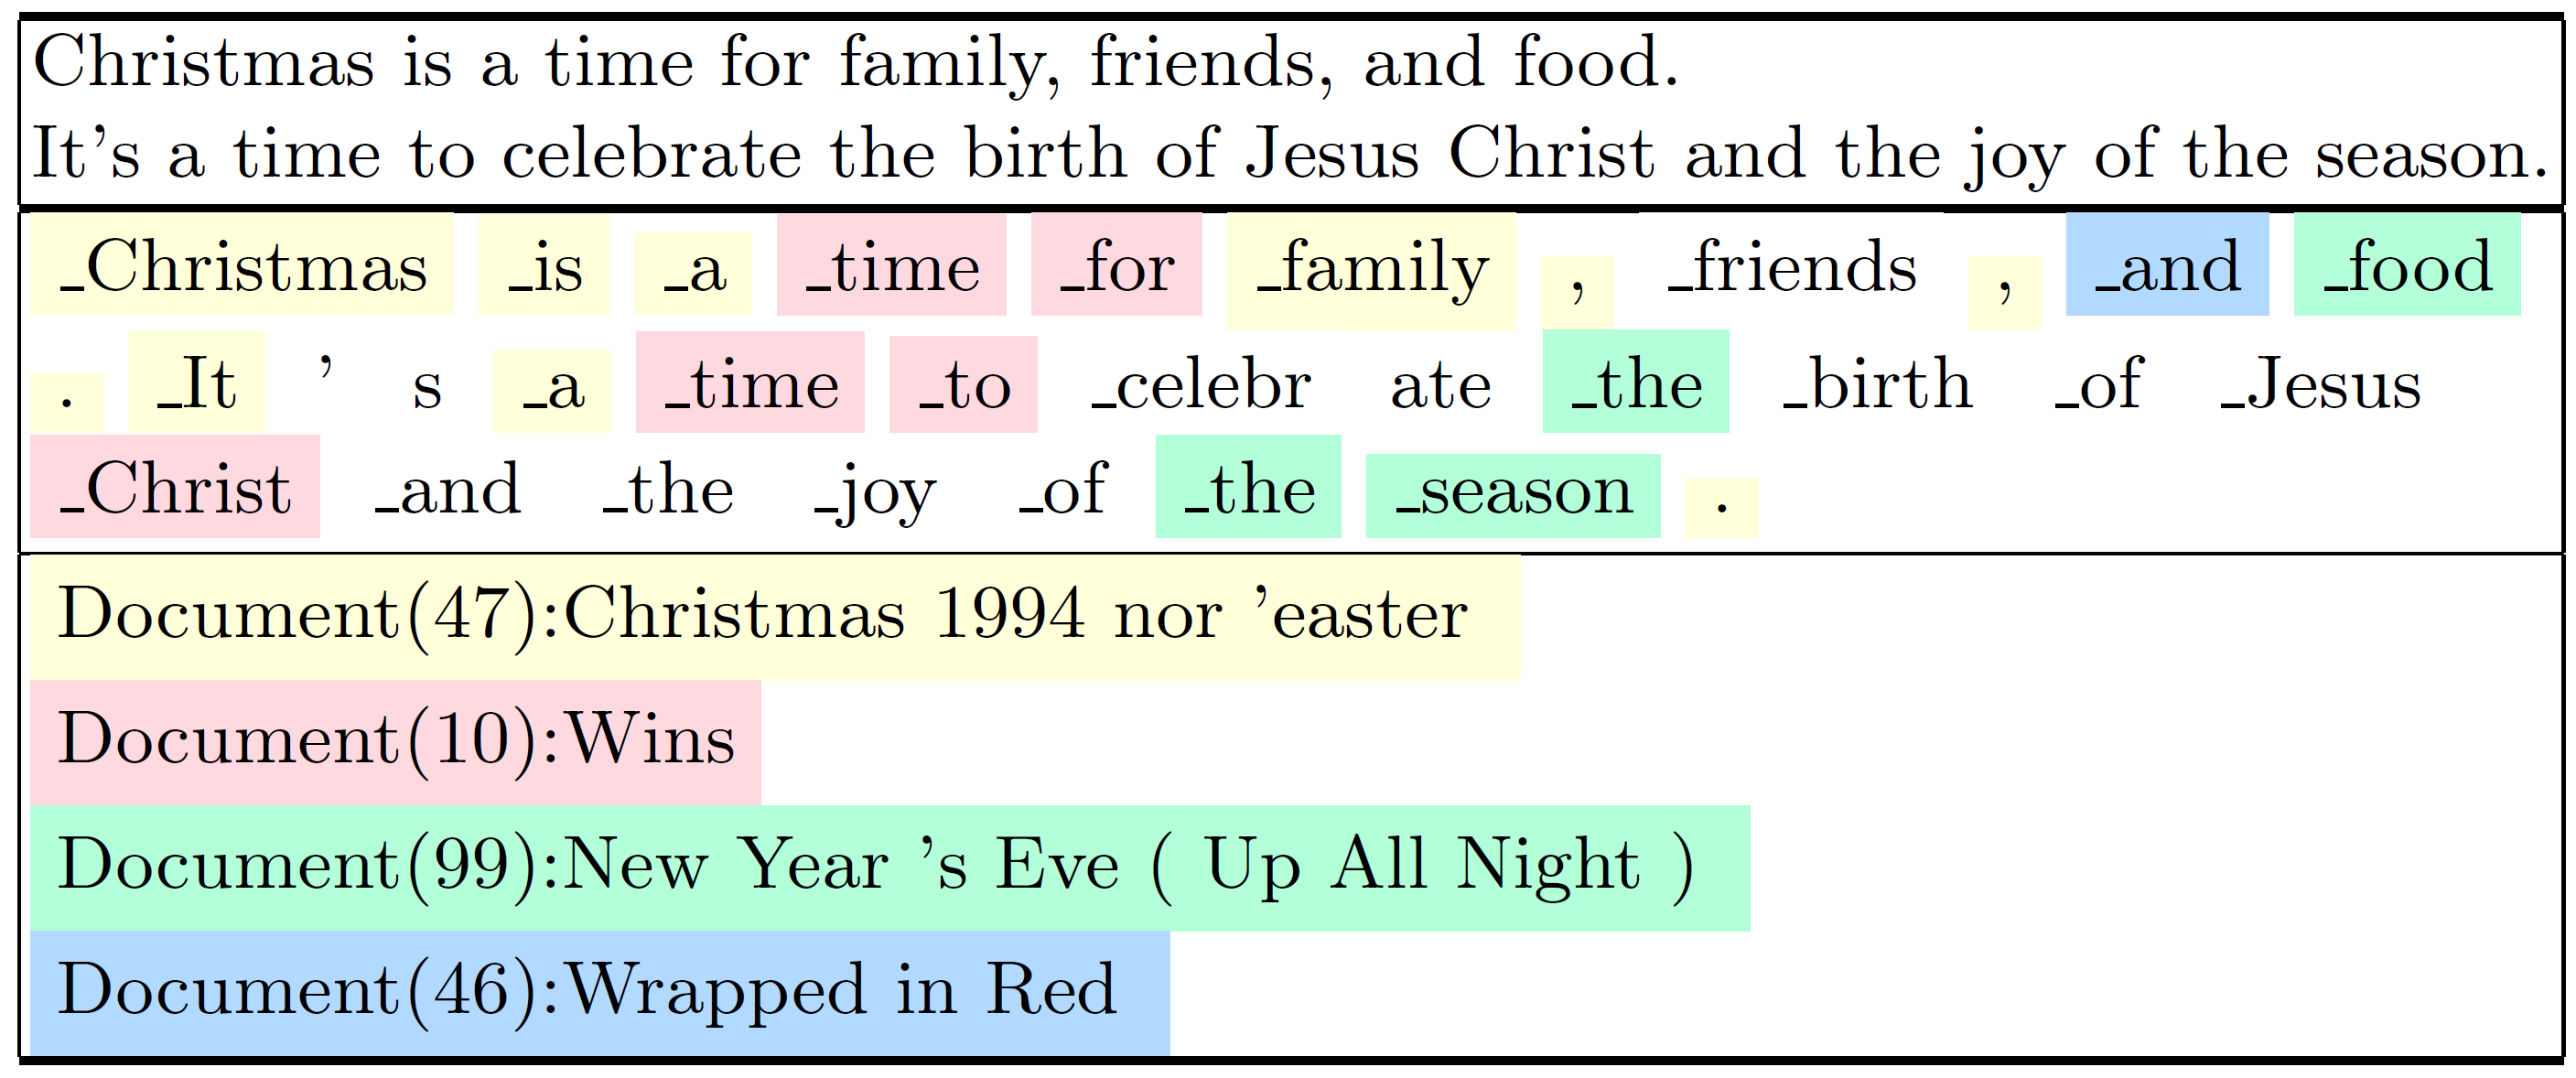 Christmas is a time for family, friends, and food.
It's a time to celebrate the birth of Jesus Christ and the joy of the season.
_Christmas _is _a _time _for _family , _friends , _and _food
. _It ' s _a _time _to _celebr ate _the _birth _of _Jesus
_Christ _and _the _joy _of _the _season .
Document(47):Christmas 1994 nor 'easter
Document(10):Wins
Document(99):New Year 's Eve ( Up All Night )
Document(46):Wrapped in Red